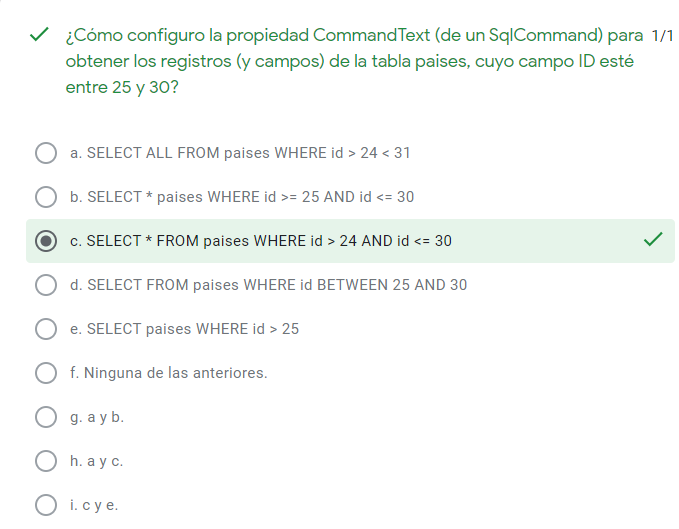 ¿Cómo configuro la propiedad CommandText (de un SqlCommand) para 1/1
obtener los registros (y campos) de la tabla paises, cuyo campo ID esté
entre 25 y 30?
a. SELECT ALL FROM paises WHERE id > 24 < 31
b. SELECT * paises WHERE id >= 25 AND id <= 30
c. SELECT * FROM paises WHERE id > 24 AND id <= 30
d. SELECT FROM paises WHERE id BETWEEN 25 AND 30
e. SELECT paises WHERE id > 25
f. Ninguna de las anteriores.
g. a y b.
h. a y c.
i. c y e.